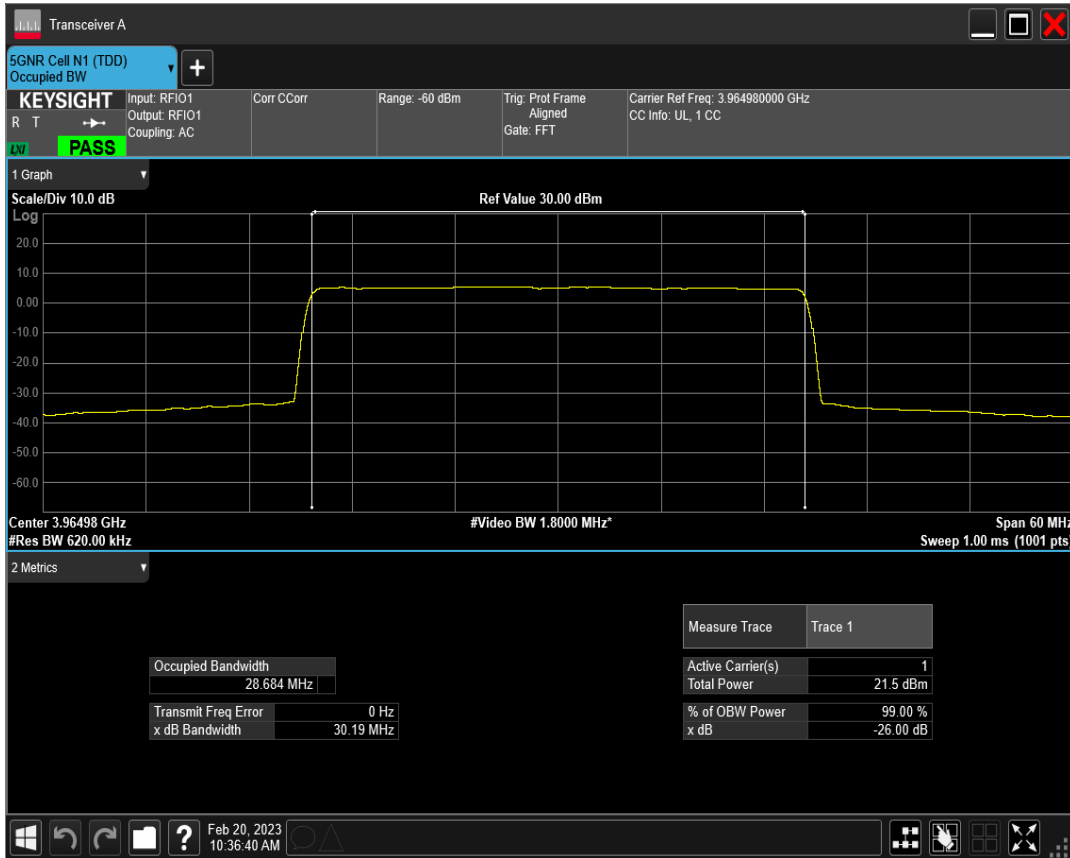 Transceiver A
5GNR Cell N1 (TDD)
Occupied BW
+
KEYSIGHT
R T
LXI
PASS
Input: RFIO1
Output: RFIO1
Coupling: AC
Corr CCorr
Range: -60 dBm
Trig: Prot Frame
Aligned
Gate: FFT
Carrier Ref Freq: 3.964980000 GHz
CC Info: UL, 1 CC
1 Graph
Scale/Div 10.0 dB
Ref Value 30.00 dBm
Log
20.0
10.0
0.00
-10.0
-20.0
-30.0
-40.0
-50.0
-60.0
Center 3.96498 GHz
#Video BW 1.8000 MHz*
Span 60 MHz
#Res BW 620.00 kHz
Sweep 1.00 ms (1001 pts)
2 Metrics
Measure Trace Trace 1
Occupied Bandwidth
28.684 MHz
Active Carrier(s) 1
Total Power 21.5 dBm
Transmit Freq Error 0 Hz
x dB Bandwidth 30.19 MHz
% of OBW Power 99.00 %
x dB -26.00 dB
?
Feb 20, 2023
10:36:40 AM